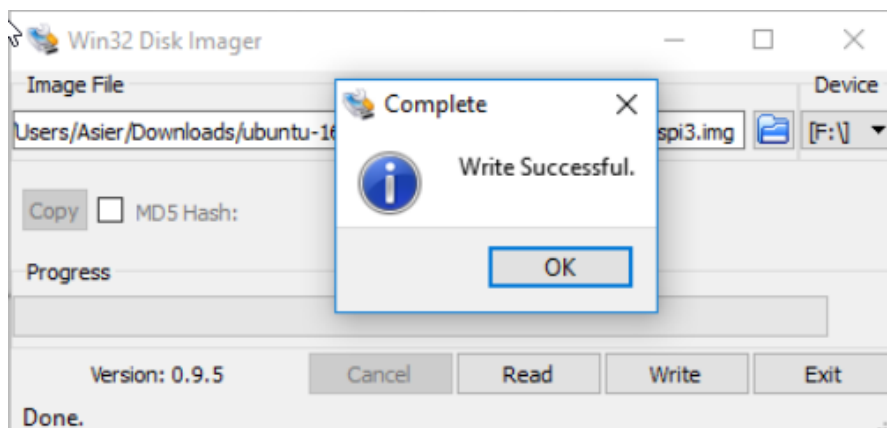 Win32 Disk Imager
Image File
Device
Users/Asier/Downloads/ubuntu-16
spi3.img
[F:\]
Complete
Write Successful.
OK
Copy
MD5 Hash:
Progress
Version: 0.9.5
Cancel
Read
Write
Exit
Done.